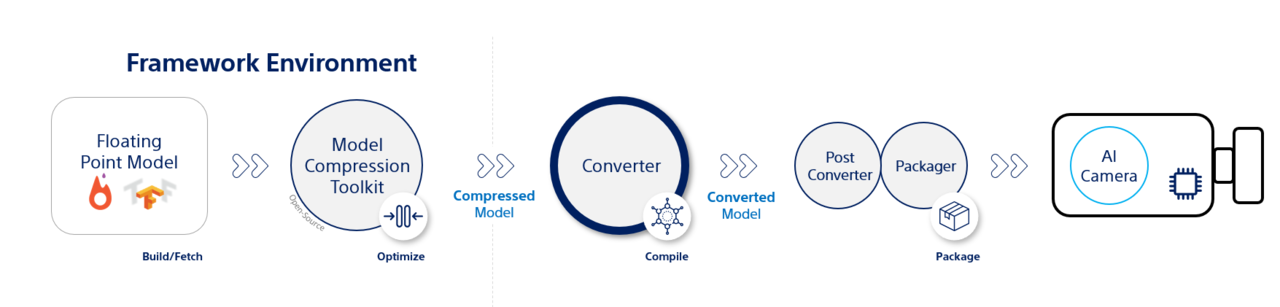 Framework Environment
Floating
Point Model
Build/Fetch
Model
Compression
Toolkit
Open-Source
Optimize
Compressed
Model
Converter
Compile
Converted
Model
Post
Converter
Packager
Package
AI
Camera